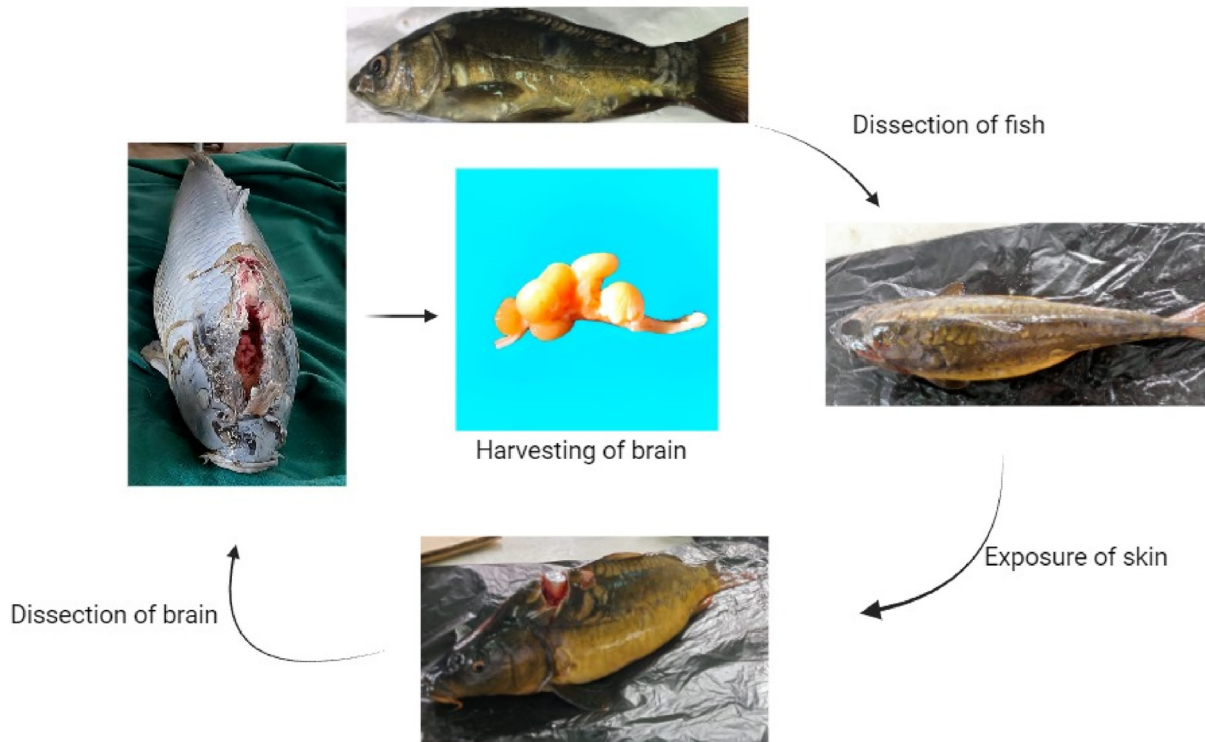 Dissection of fish
Exposure of skin
Dissection of brain
Harvesting of brain